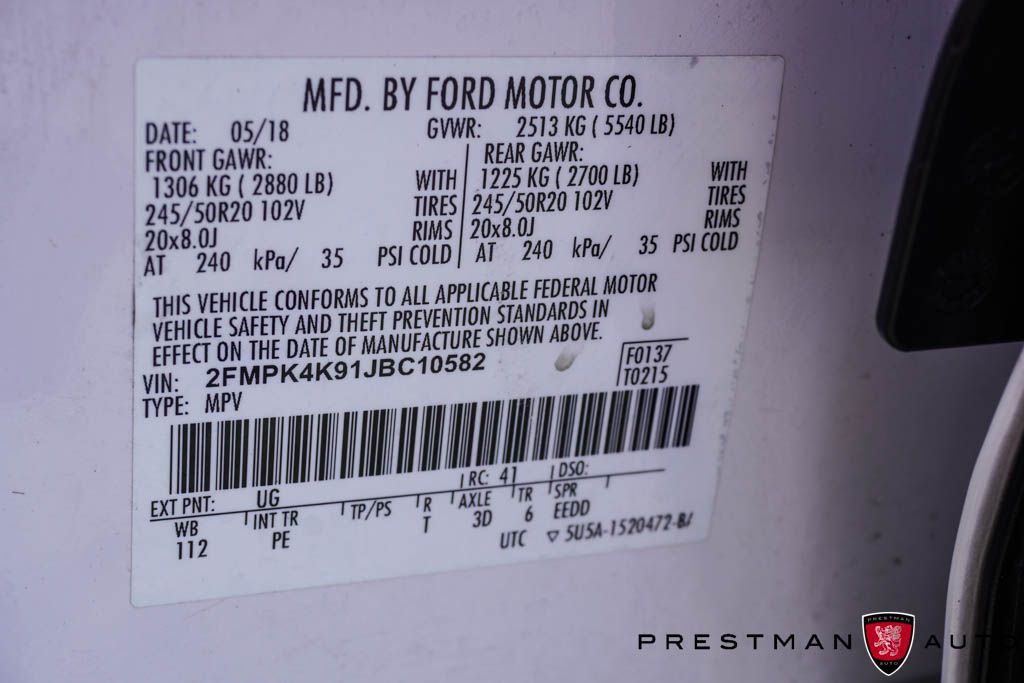 MFD. BY FORD MOTOR CO.
DATE: 05/18 GVWR: 2513 KG ( 5540 LB)
FRONT GAWR: REAR GAWR:
1306 KG ( 2880 LB) WITH 1225 KG ( 2700 LB) WITH
245/50R20 102V TIRES 245/50R20 102V TIRES
20x8.0J RIMS 20x8.0J RIMS
AT 240 kPa/ 35 PSI COLD AT 240 kPa/ 35 PSI COLD
THIS VEHICLE CONFORMS TO ALL APPLICABLE FEDERAL MOTOR
VEHICLE SAFETY AND THEFT PREVENTION STANDARDS IN
EFFECT ON THE DATE OF MANUFACTURE SHOWN ABOVE.
VIN: 2FMPK4K91JBC10582 F0137
TYPE: MPV T0215
EXT PNT: UG RC: 41 DSO:
WB INT TR TP/PS R AXLE TR SPR
112 PE T 3D 6 EEDD
UTC ▽ 5U5A-1520472-B/
PRESTMAN AUTO
PRESTMAN
AUTO